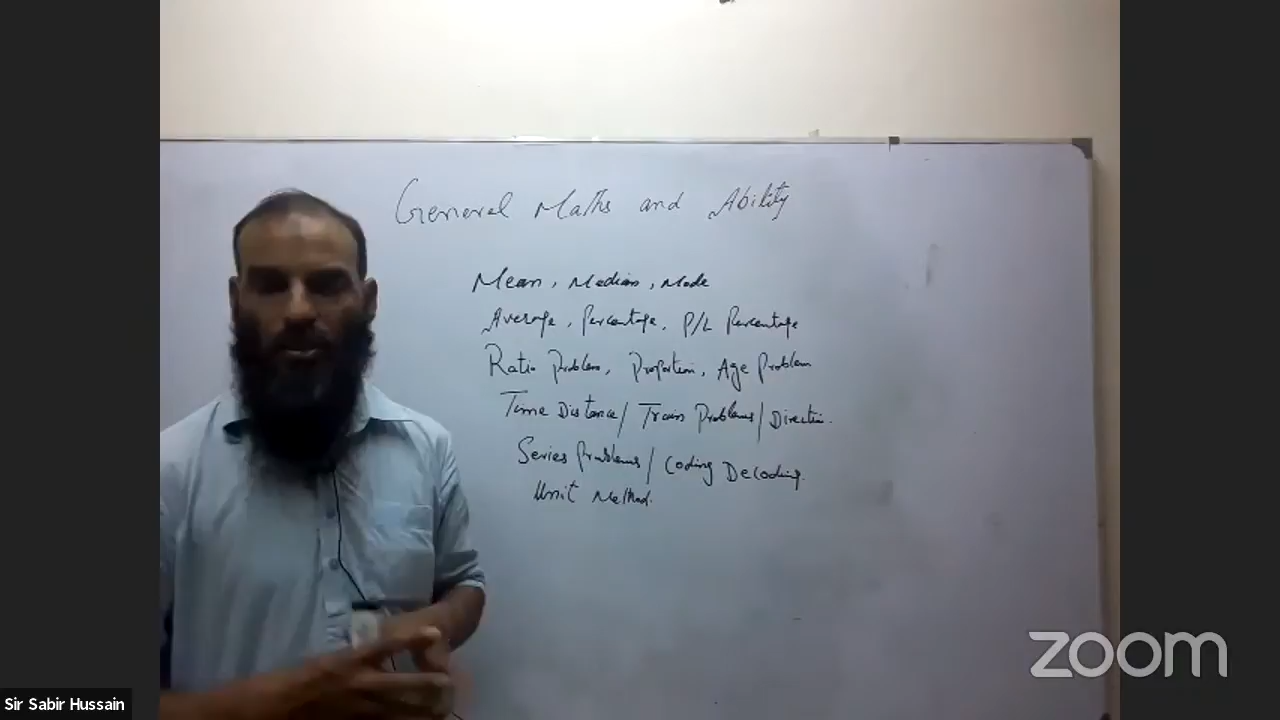 General Maths and Ability
Mean, Median, Mode
Average, Percentage, P/L Percentage
Ratio Problem, Proportion, Age Problem
Time Distance/ Train Problems/ Direction.
Series Problems/ Coding Decoding.
Unit Method.
zoom
Sir Sabir Hussain